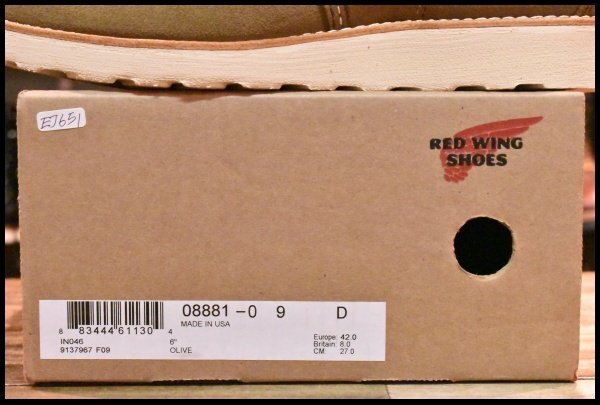 EJ651
RED WING
SHOES
08881-0 9 D
MADE IN USA
8 83444 61130 4
IN046 6"
9137967 F09 OLIVE
Europe: 42.0
Britain: 8.0
CM: 27.0